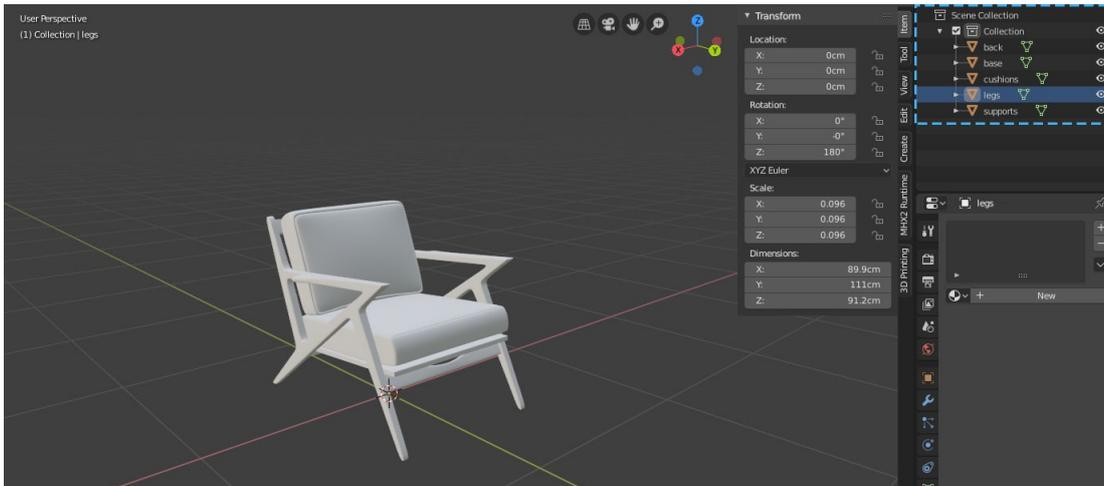 User Perspective
(1) Collection | legs
Z
X
Y
Transform
Location:
X: 0cm
Y: 0cm
Z: 0cm
Rotation:
X: 0°
Y: -0°
Z: 180°
XYZ Euler
Scale:
X: 0.096
Y: 0.096
Z: 0.096
Dimensions:
X: 89.9cm
Y: 111cm
Z: 91.2cm
Item
Tool
View
Edit
Create
MHX2 Runtime
3D Printing
Scene Collection
Collection
back
base
cushions
legs
supports
legs
New